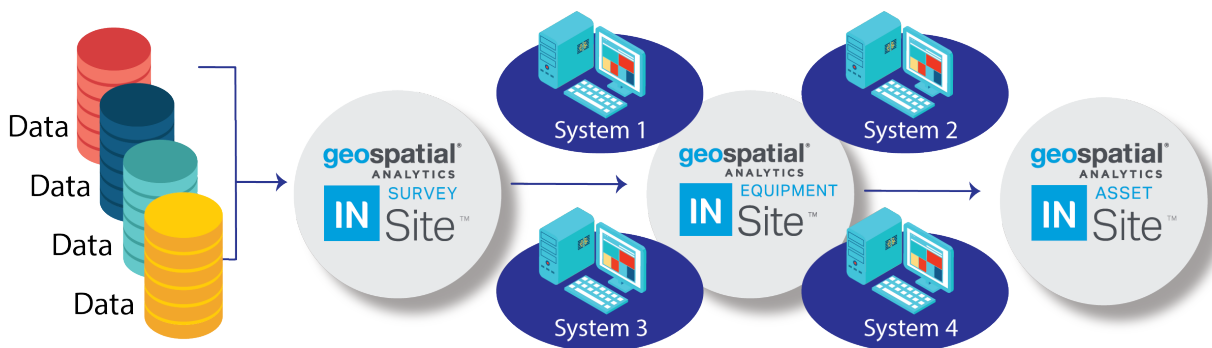 Data
Data
Data
Data
geospatial®
ANALYTICS
IN SURVEY
Site™
System 1
System 3
geospatial®
ANALYTICS
IN EQUIPMENT
Site™
System 2
System 4
geospatial®
ANALYTICS
IN ASSET
Site™